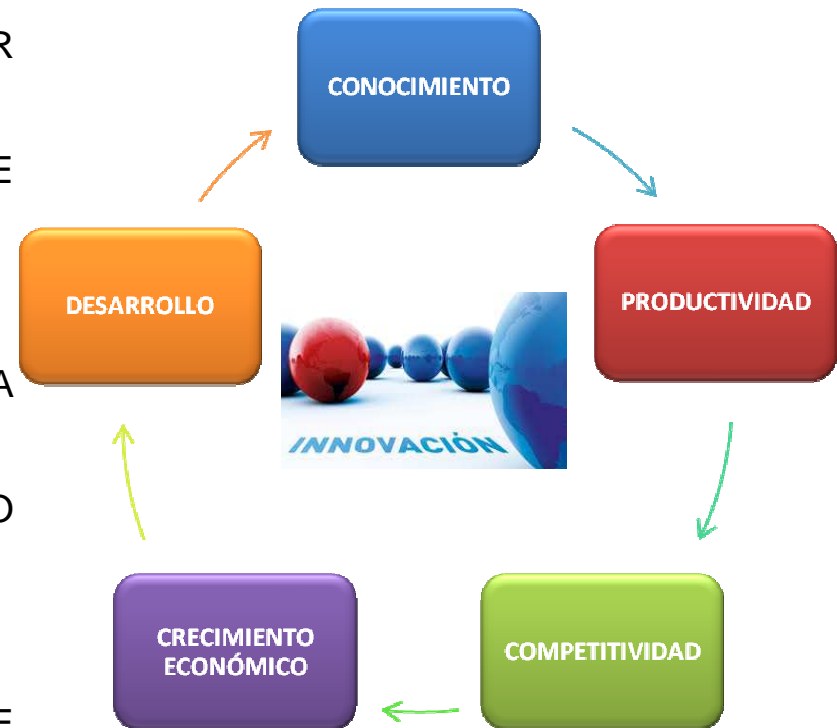 R
E
A
O
E
CONOCIMIENTO
PRODUCTIVIDAD
COMPETITIVIDAD
CRECIMIENTO
ECONÓMICO
DESARROLLO
INNOVACIÓN